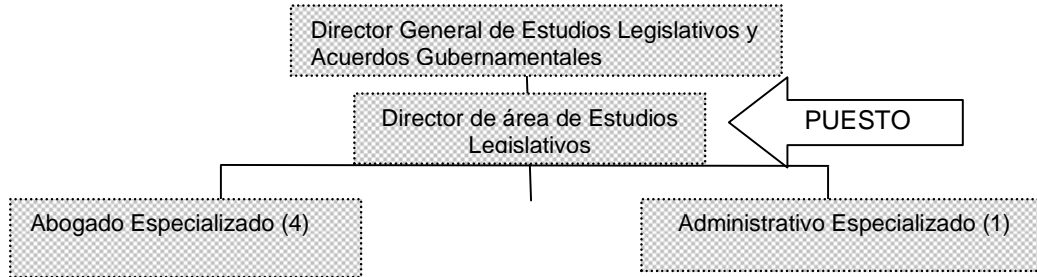 Director General de Estudios Legislativos y
Acuerdos Gubernamentales
Director de área de Estudios
Legislativos
PUESTO
Abogado Especializado (4)
Administrativo Especializado (1)